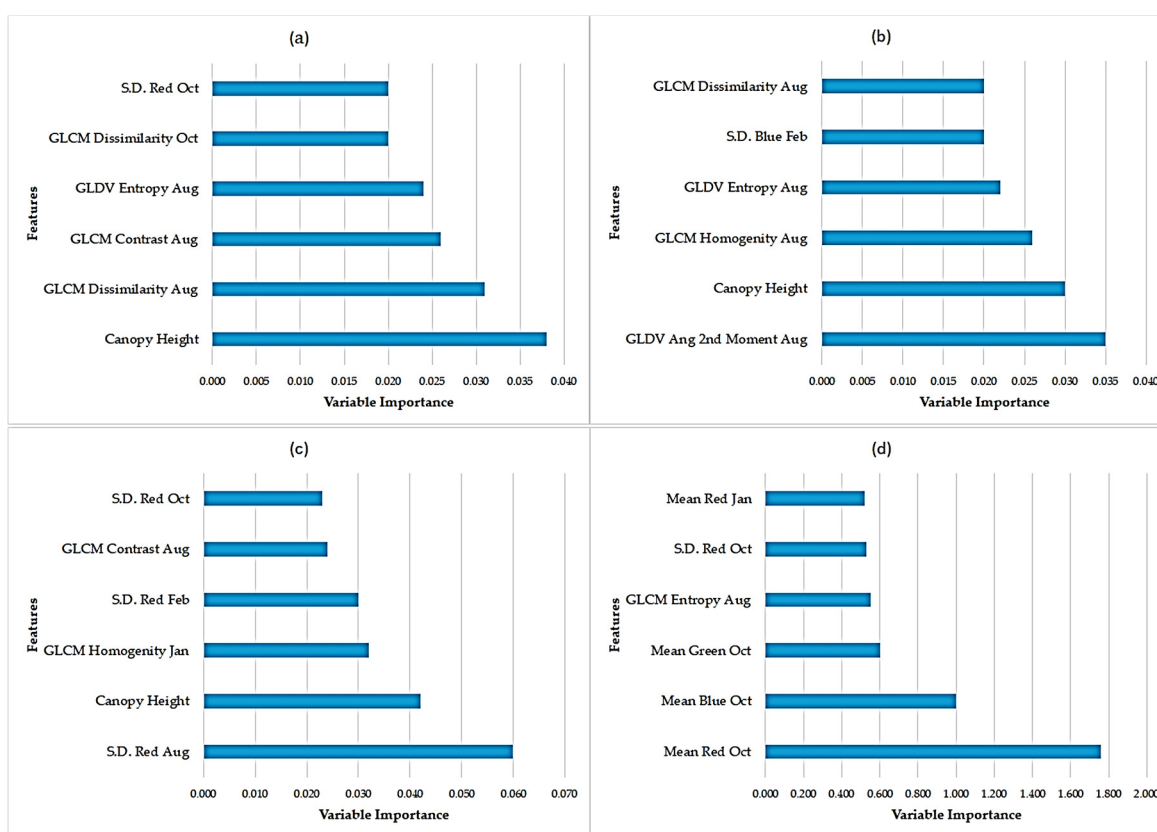 (a)
Features
S.D. Red Oct
GLCM Dissimilarity Oct
GLDV Entropy Aug
GLCM Contrast Aug
GLCM Dissimilarity Aug
Canopy Height
0.000 0.005 0.010 0.015 0.020 0.025 0.030 0.035 0.040
Variable Importance
(b)
Features
GLCM Dissimilarity Aug
S.D. Blue Feb
GLDV Entropy Aug
GLCM Homogenity Aug
Canopy Height
GLDV Ang 2nd Moment Aug
0.000 0.005 0.010 0.015 0.020 0.025 0.030 0.035 0.040
Variable Importance
(c)
Features
S.D. Red Oct
GLCM Contrast Aug
S.D. Red Feb
GLCM Homogenity Jan
Canopy Height
S.D. Red Aug
0.000 0.010 0.020 0.030 0.040 0.050 0.060 0.070
Variable Importance
(d)
Features
Mean Red Jan
S.D. Red Oct
GLCM Entropy Aug
Mean Green Oct
Mean Blue Oct
Mean Red Oct
0.000 0.200 0.400 0.600 0.800 1.000 1.200 1.400 1.600 1.800 2.000
Variable Importance